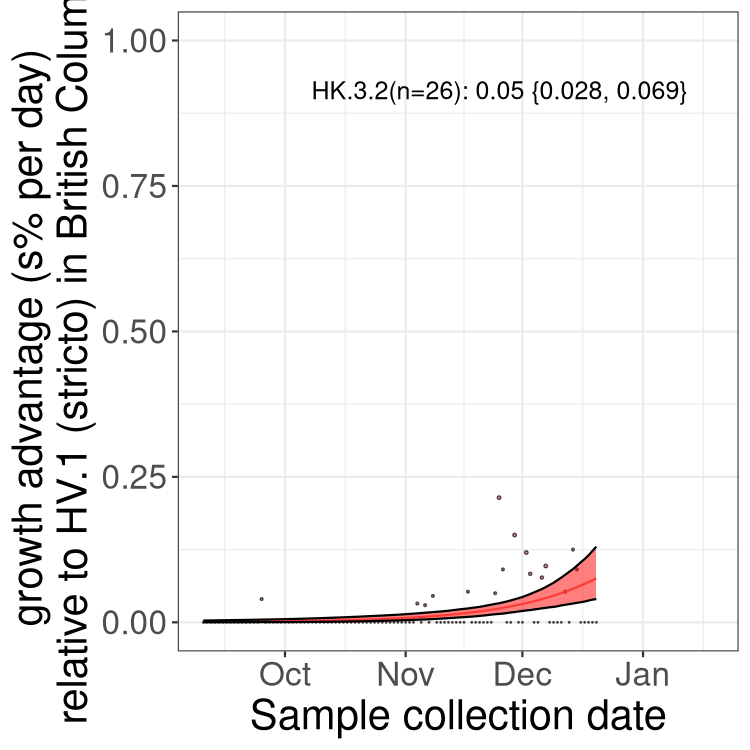 growth advantage (s% per day)
relative to HV.1 (stricto) in British Colum
1.00
0.75
0.50
0.25
0.00
HK.3.2(n=26): 0.05 {0.028, 0.069}
Oct Nov Dec Jan
Sample collection date